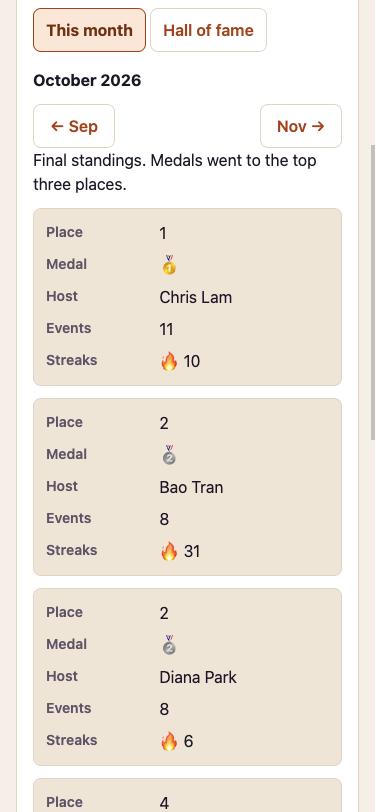 This month
Hall of fame
October 2026
← Sep
Nov →
Final standings. Medals went to the top
three places.
Place 1
Medal 🥇
Host Chris Lam
Events 11
Streaks 🔥 10
Place 2
Medal 🥈
Host Bao Tran
Events 8
Streaks 🔥 31
Place 2
Medal 🥈
Host Diana Park
Events 8
Streaks 🔥 6
Place 4